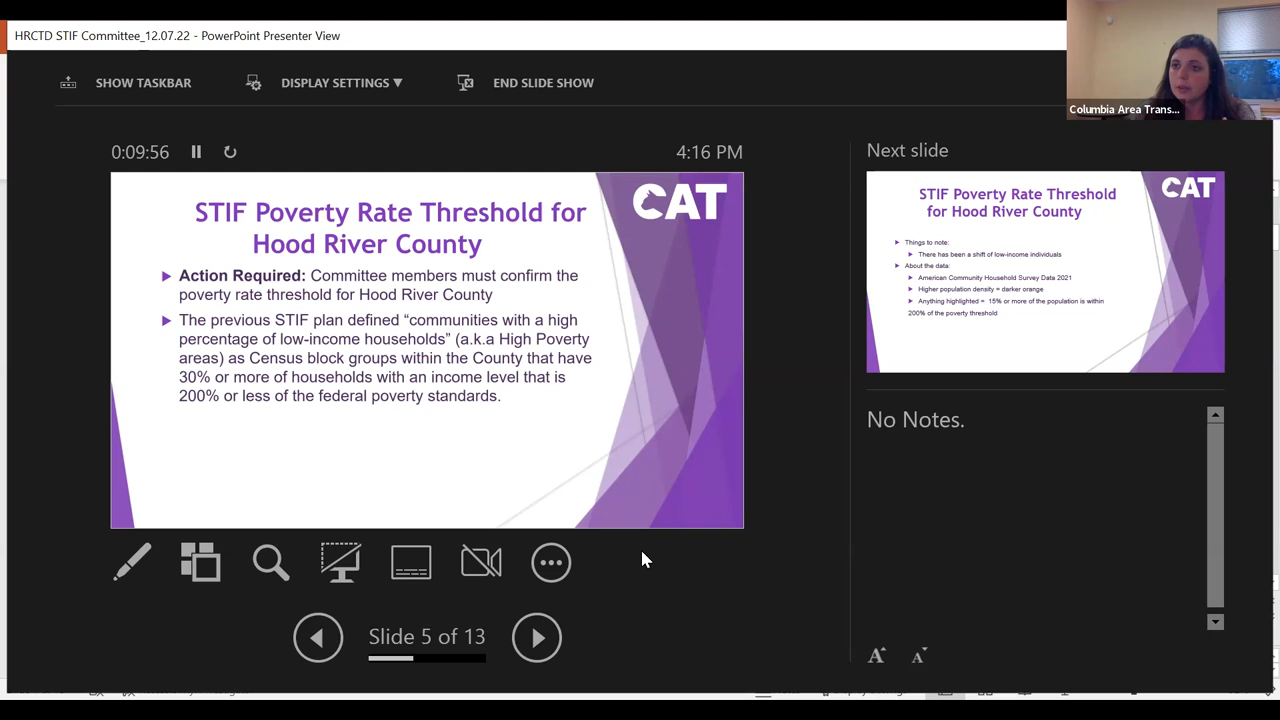 HRCTD STIF Committee_12.07.22 - PowerPoint Presenter View
SHOW TASKBAR
DISPLAY SETTINGS ▼
END SLIDE SHOW
Columbia Area Trans...
0:09:56
4:16 PM
CAT
STIF Poverty Rate Threshold for
Hood River County
Action Required: Committee members must confirm the
poverty rate threshold for Hood River County
The previous STIF plan defined “communities with a high
percentage of low-income households” (a.k.a High Poverty
areas) as Census block groups within the County that have
30% or more of households with an income level that is
200% or less of the federal poverty standards.
Slide 5 of 13
Next slide
CAT
STIF Poverty Rate Threshold
for Hood River County
Things to note:
There has been a shift of low-income individuals
About the data:
American Community Household Survey Data 2021
Higher population density = darker orange
Anything highlighted = 15% or more of the population is within
200% of the poverty threshold
No Notes.
A A